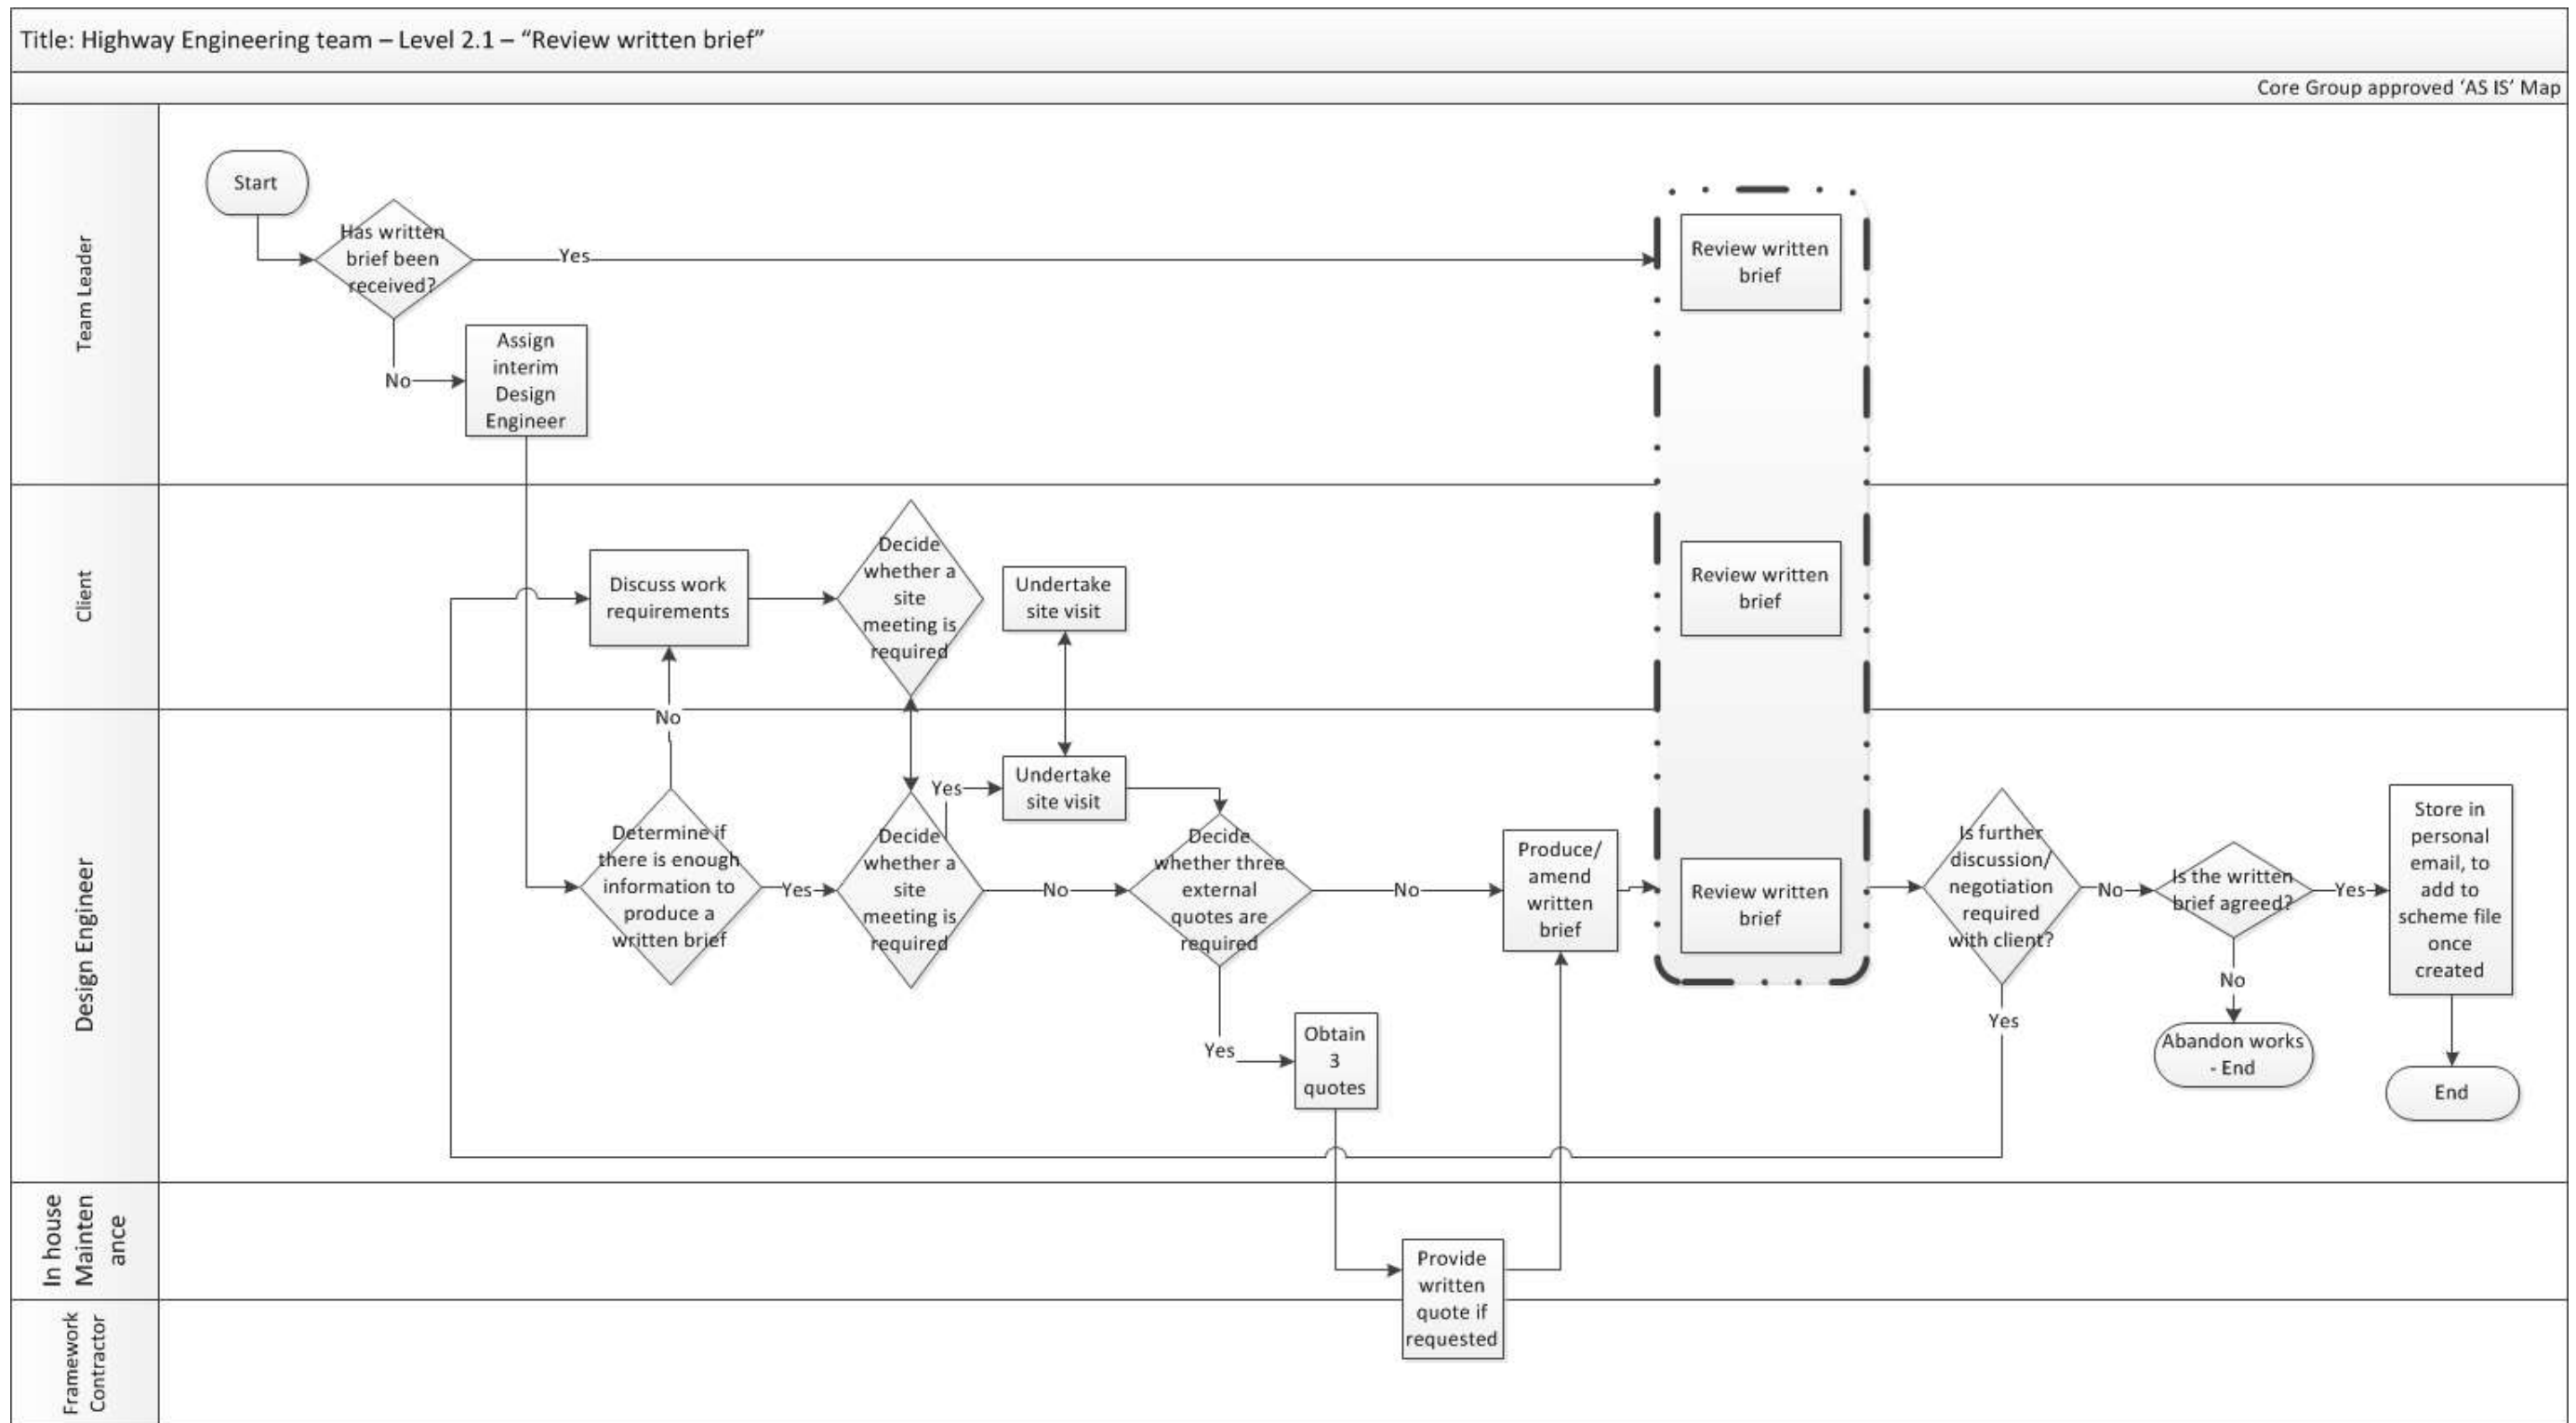 Title: Highway Engineering team – Level 2.1 – “Review written brief”
Core Group approved ‘AS IS’ Map
Team Leader
Start
Has written
brief been
received?
Yes
No
Assign
interim
Design
Engineer
Review written
brief
Client
Discuss work
requirements
Decide
whether a
site
meeting is
required
Undertake
site visit
Review written
brief
No
Design Engineer
Determine if
there is enough
information to
produce a
written brief
Yes
Decide
whether a
site
meeting is
required
Yes
Undertake
site visit
No
Decide
whether three
external
quotes are
required
No
Yes
Obtain
3
quotes
Produce/
amend
written
brief
Review written
brief
Is further
discussion/
negotiation
required
with client?
No
Yes
Is the written
brief agreed?
Yes
No
Abandon works
- End
Store in
personal
email, to
add to
scheme file
once
created
End
In house
Mainten
ance
Provide
written
quote if
requested
Framework
Contractor